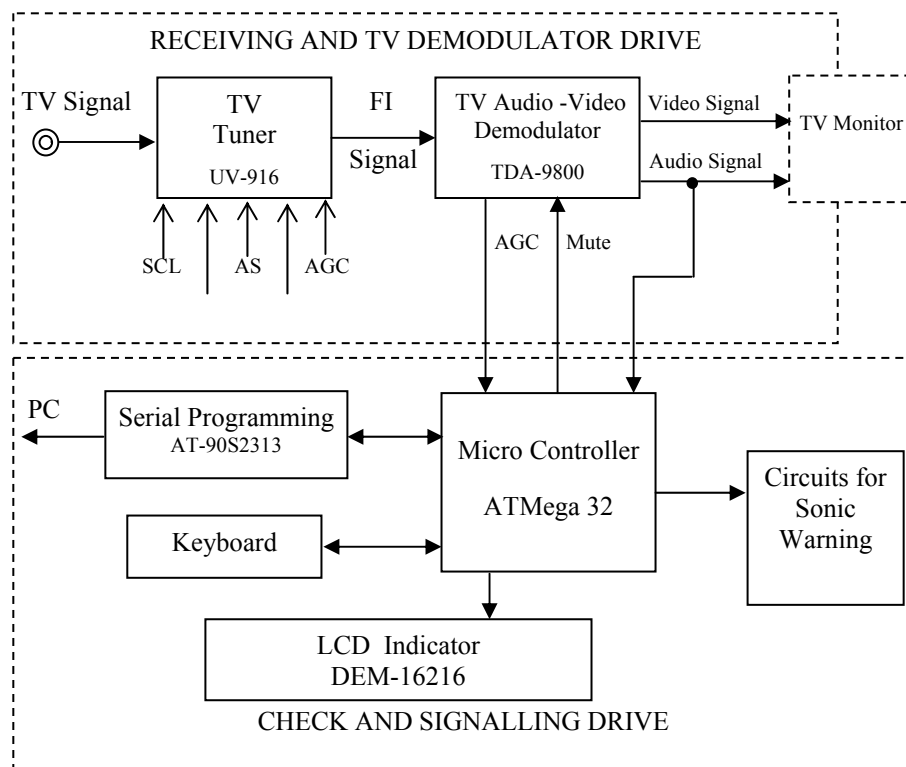 RECEIVING AND TV DEMODULATOR DRIVE
TV Signal
TV
Tuner
UV-916
FI
Signal
TV Audio -Video
Demodulator
TDA-9800
Video Signal
Audio Signal
TV Monitor
SCL
AS
AGC
AGC
Mute
PC
Serial Programming
AT-90S2313
Micro Controller
ATMega 32
Circuits for
Sonic
Warning
Keyboard
LCD Indicator
DEM-16216
CHECK AND SIGNALLING DRIVE